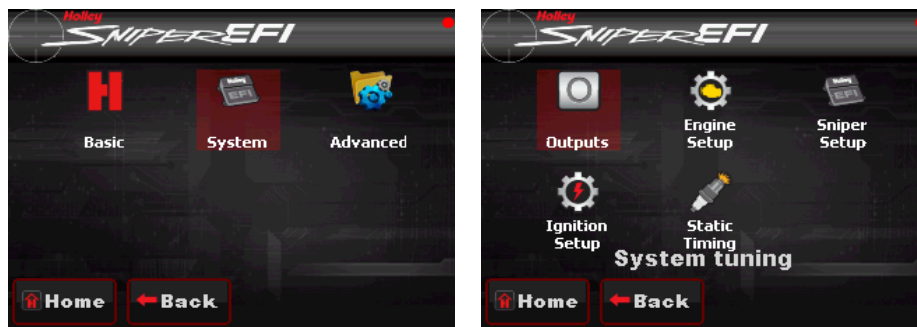 Holley
SNIPER EFI
Basic
System
Advanced
Home
Back
Holley
SNIPER EFI
Outputs
Engine
Setup
Sniper
Setup
Ignition
Setup
Static
Timing
System tuning
Home
Back